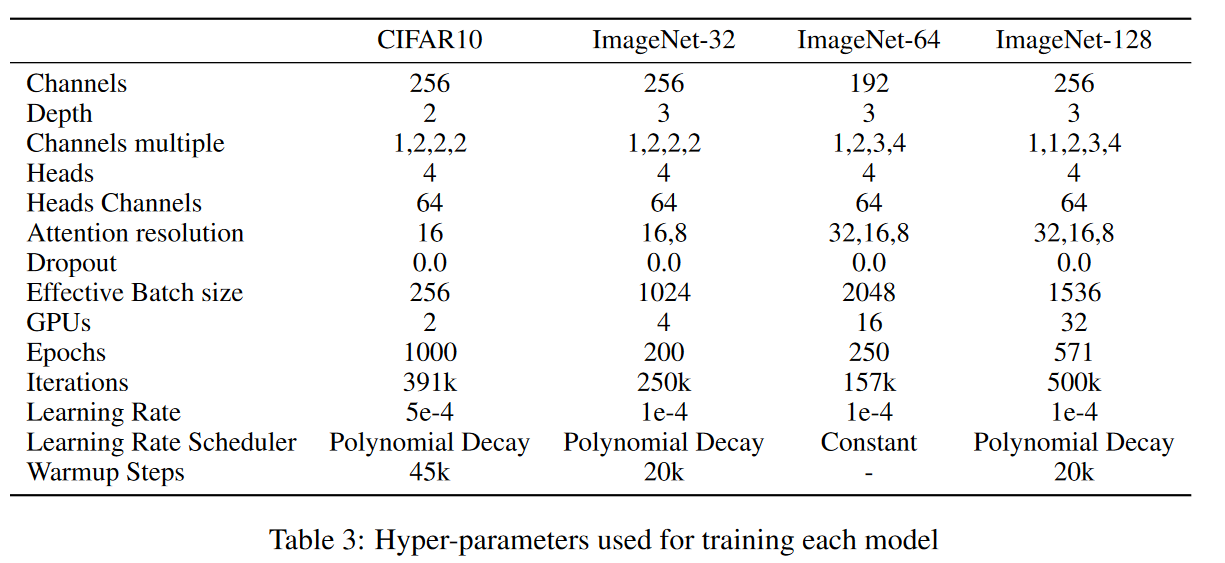 CIFAR10 ImageNet-32 ImageNet-64 ImageNet-128
Channels 256 256 192 256
Depth 2 3 3 3
Channels multiple 1,2,2,2 1,2,2,2 1,2,3,4 1,1,2,3,4
Heads 4 4 4 4
Heads Channels 64 64 64 64
Attention resolution 16 16,8 32,16,8 32,16,8
Dropout 0.0 0.0 0.0 0.0
Effective Batch size 256 1024 2048 1536
GPUs 2 4 16 32
Epochs 1000 200 250 571
Iterations 391k 250k 157k 500k
Learning Rate 5e-4 1e-4 1e-4 1e-4
Learning Rate Scheduler Polynomial Decay Polynomial Decay Constant Polynomial Decay
Warmup Steps 45k 20k - 20k
Table 3: Hyper-parameters used for training each model